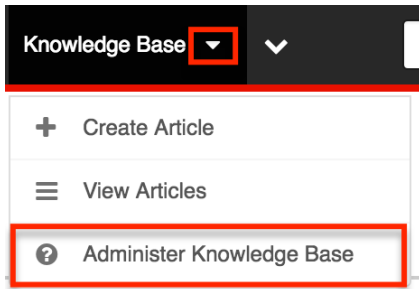 Knowledge Base
Create Article
View Articles
Administer Knowledge Base